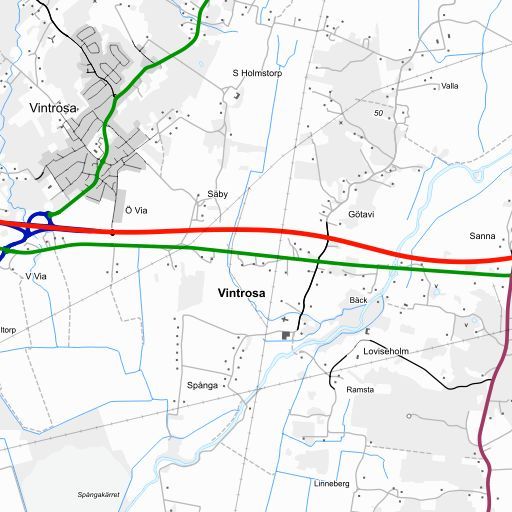 S Holmstorp
Valla
Vintrosa
50
Säby
Ö Via
Götavi
Sanna
V Via
Vintrosa
Bäck
ltorp
Loviseholm
Spånga
Ramsta
Linneberg
Spångakärret